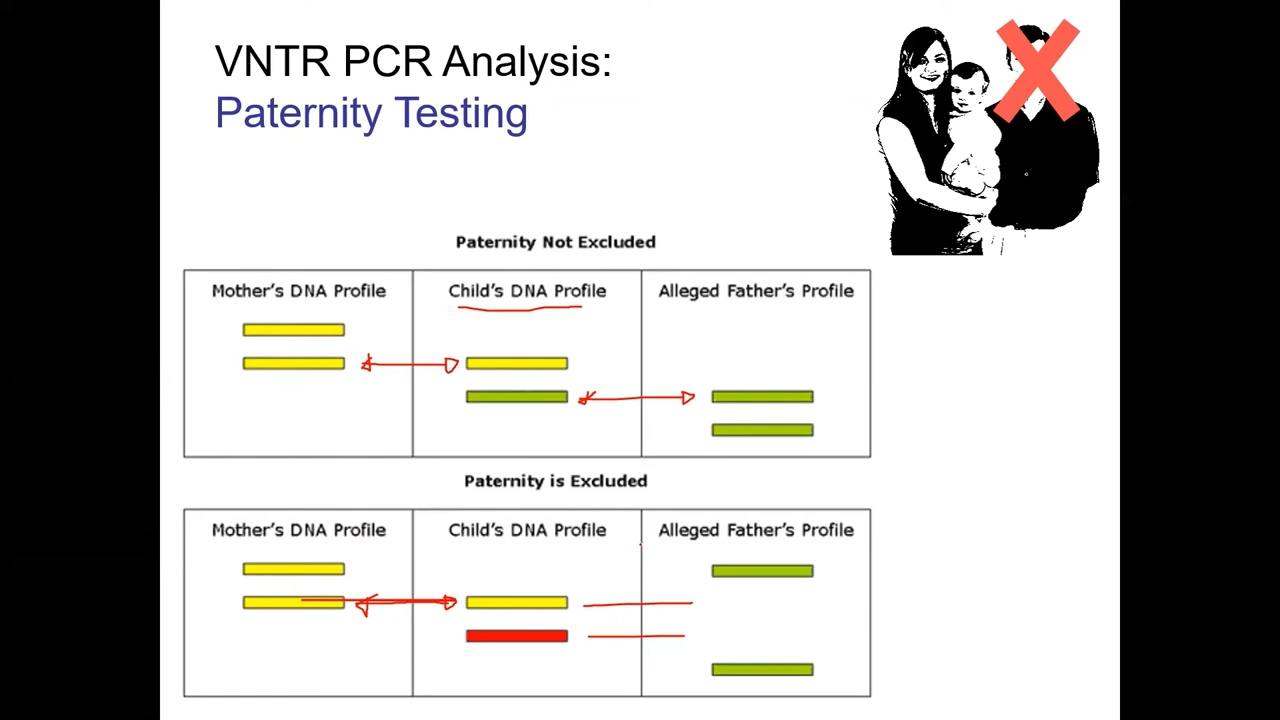 VNTR PCR Analysis:
Paternity Testing
Paternity Not Excluded
Mother's DNA Profile
Child's DNA Profile
Alleged Father's Profile
Paternity is Excluded
Mother's DNA Profile
Child's DNA Profile
Alleged Father's Profile